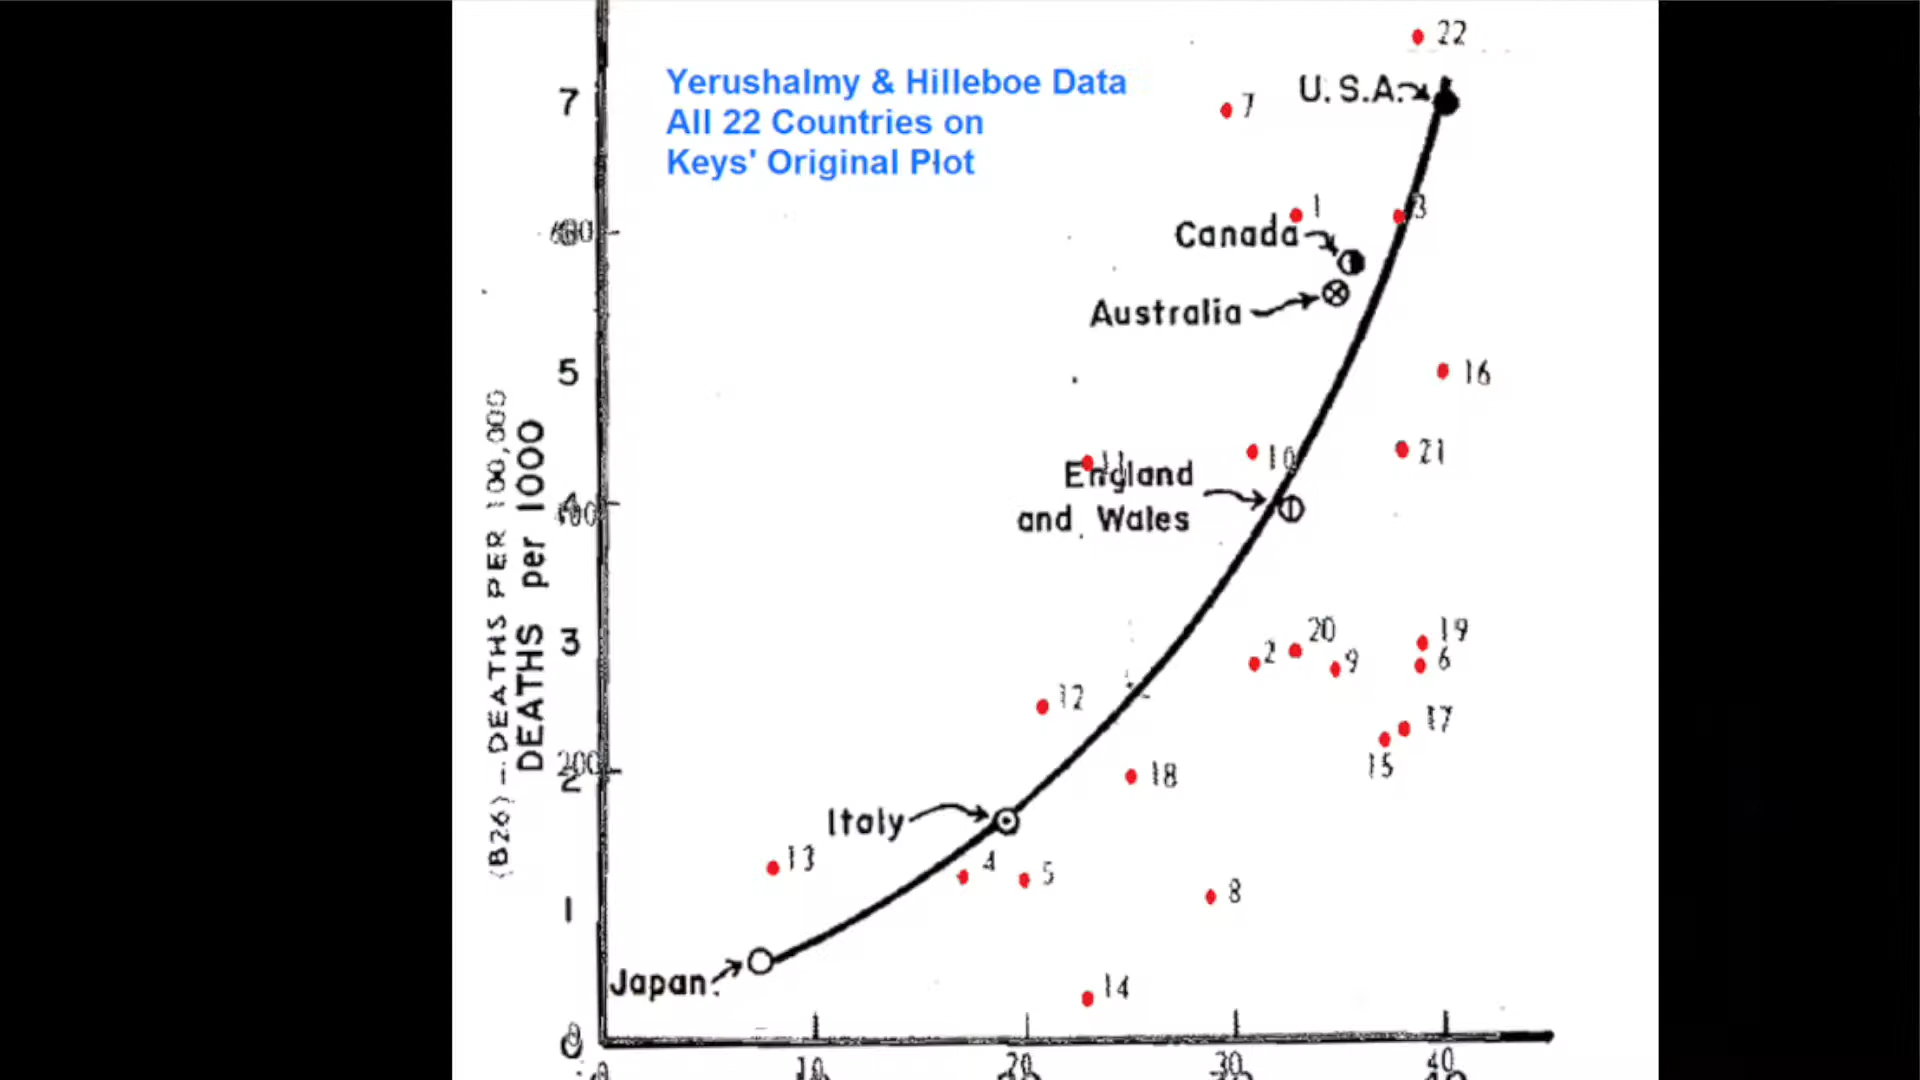 Yerushalmy & Hilleboe Data
All 22 Countries on
Keys' Original Plot
22
7
7
U. S. A.
1
3
Canada
Australia
5
16
10
21
11
England
and Wales
4
(B26) — DEATHS PER 100,000
DEATHS per 1000
3
20
19
2
9
6
12
17
15
200
2
18
Italy
13
4
5
8
1
14
Japan
0
10
20
30
40